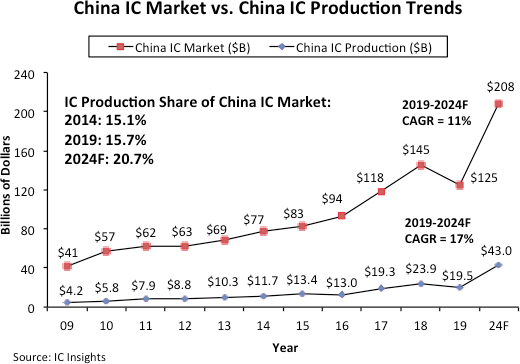 China IC Market vs. China IC Production Trends
China IC Market ($B) China IC Production ($B)
240
200
160
120
80
40
0
Billions of Dollars
IC Production Share of China IC Market:
2014: 15.1%
2019: 15.7%
2024F: 20.7%
2019-2024F
CAGR = 11%
2019-2024F
CAGR = 17%
$41 $57 $62 $63 $69 $77 $83 $94 $118 $145 $125 $208
$4.2 $5.8 $7.9 $8.8 $10.3 $11.7 $13.4 $13.0 $19.3 $23.9 $19.5 $43.0
09 10 11 12 13 14 15 16 17 18 19 24F
Year
Source: IC Insights